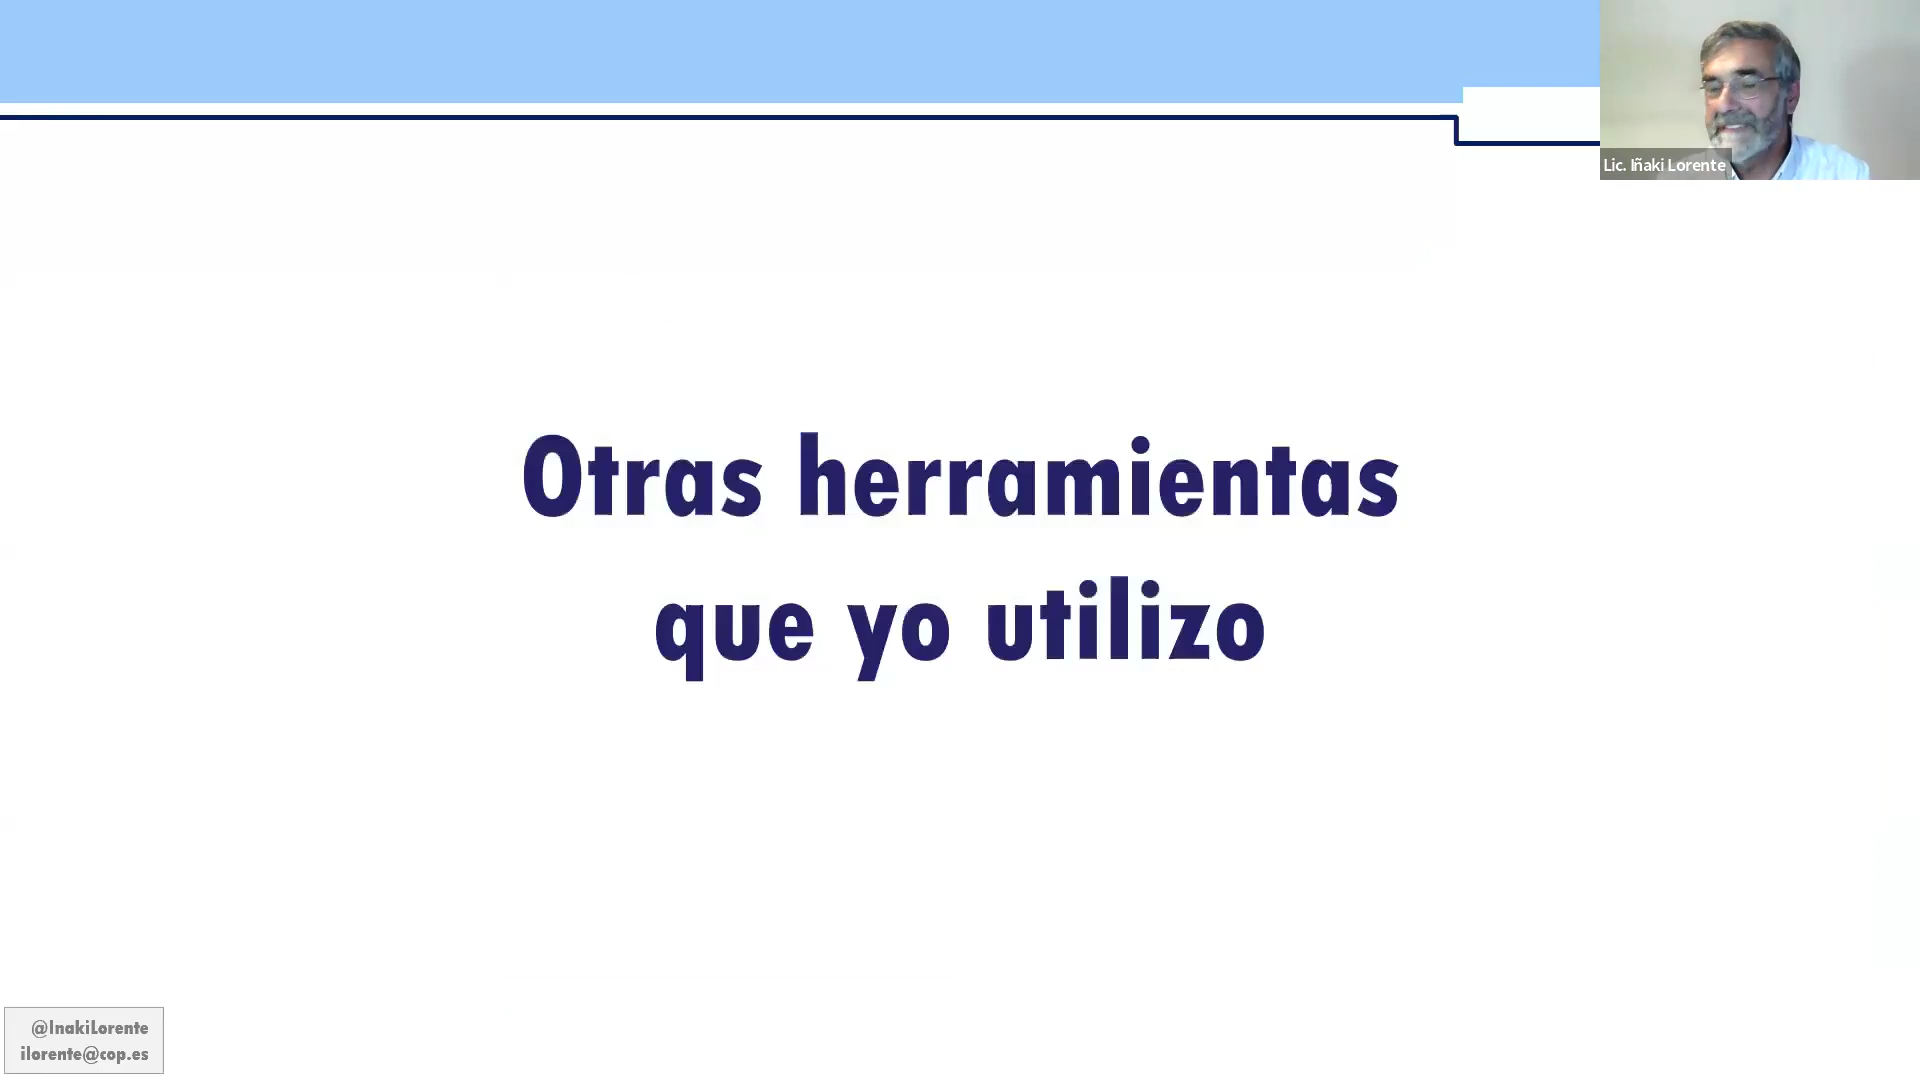 Lic. Iñaki Lorente
Otras herramientas
que yo utilizo
@InakiLorente
ilorente@cop.es